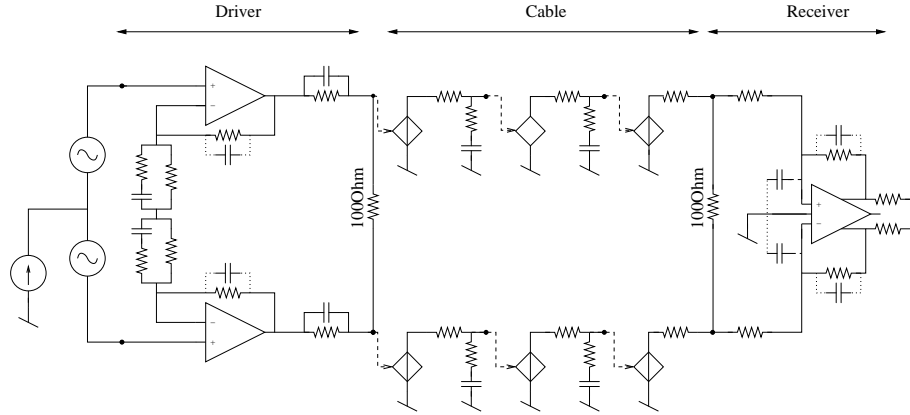 Driver
Cable
Receiver
+
−
100Ohm
100Ohm
+
−
−
+